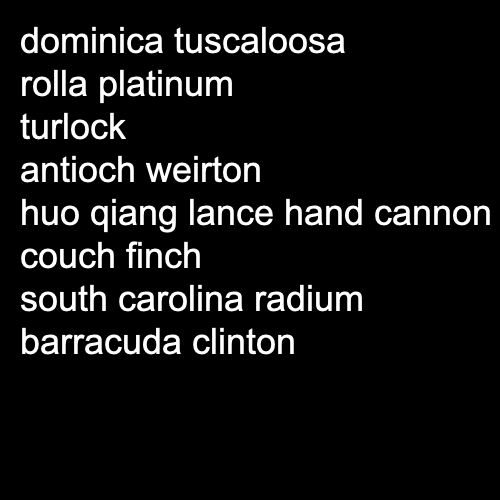 dominica tuscaloosa
rolla platinum
turlock
antioch weirton
huo qiang lance hand cannon
couch finch
south carolina radium
barracuda clinton